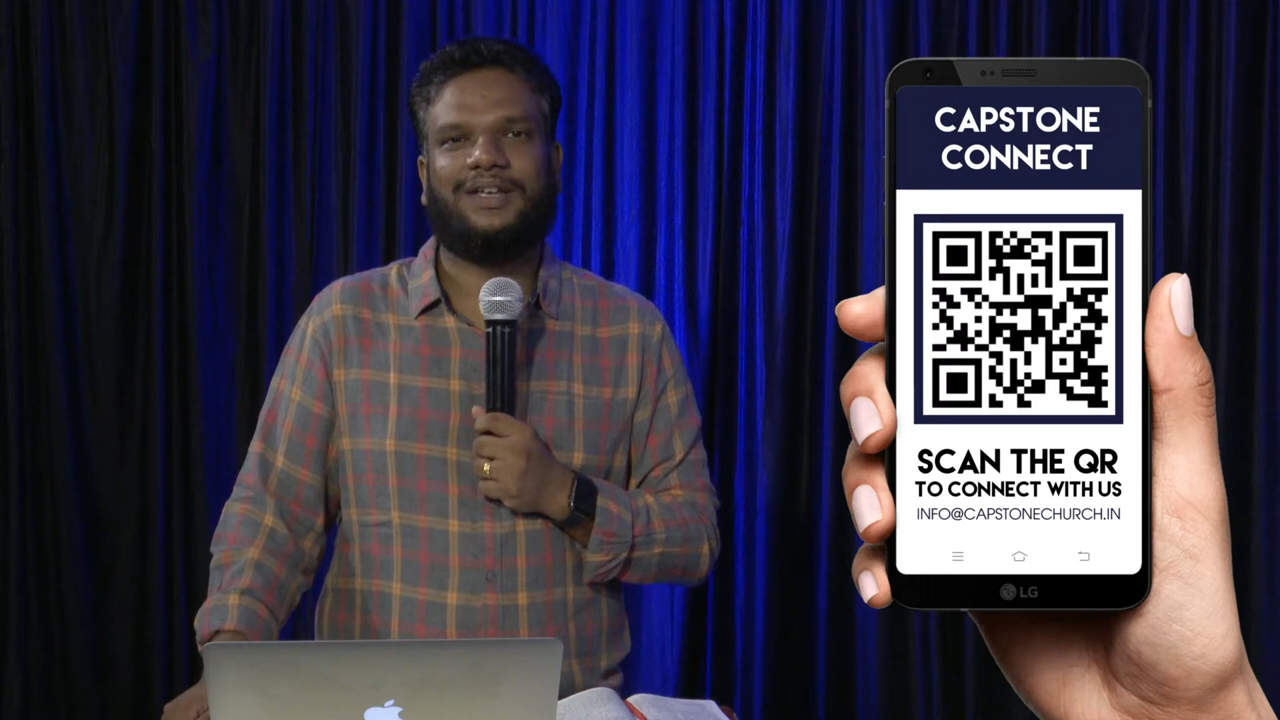 CAPSTONE
CONNECT
SCAN THE QR
TO CONNECT WITH US
INFO@CAPSTONECHURCH.IN
LG